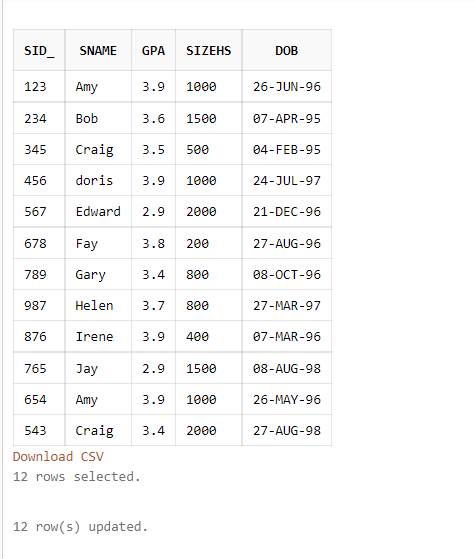 SID_ SNAME GPA SIZEHS DOB
123 Amy 3.9 1000 26-JUN-96
234 Bob 3.6 1500 07-APR-95
345 Craig 3.5 500 04-FEB-95
456 doris 3.9 1000 24-JUL-97
567 Edward 2.9 2000 21-DEC-96
678 Fay 3.8 200 27-AUG-96
789 Gary 3.4 800 08-OCT-96
987 Helen 3.7 800 27-MAR-97
876 Irene 3.9 400 07-MAR-96
765 Jay 2.9 1500 08-AUG-98
654 Amy 3.9 1000 26-MAY-96
543 Craig 3.4 2000 27-AUG-98
Download CSV
12 rows selected.
12 row(s) updated.